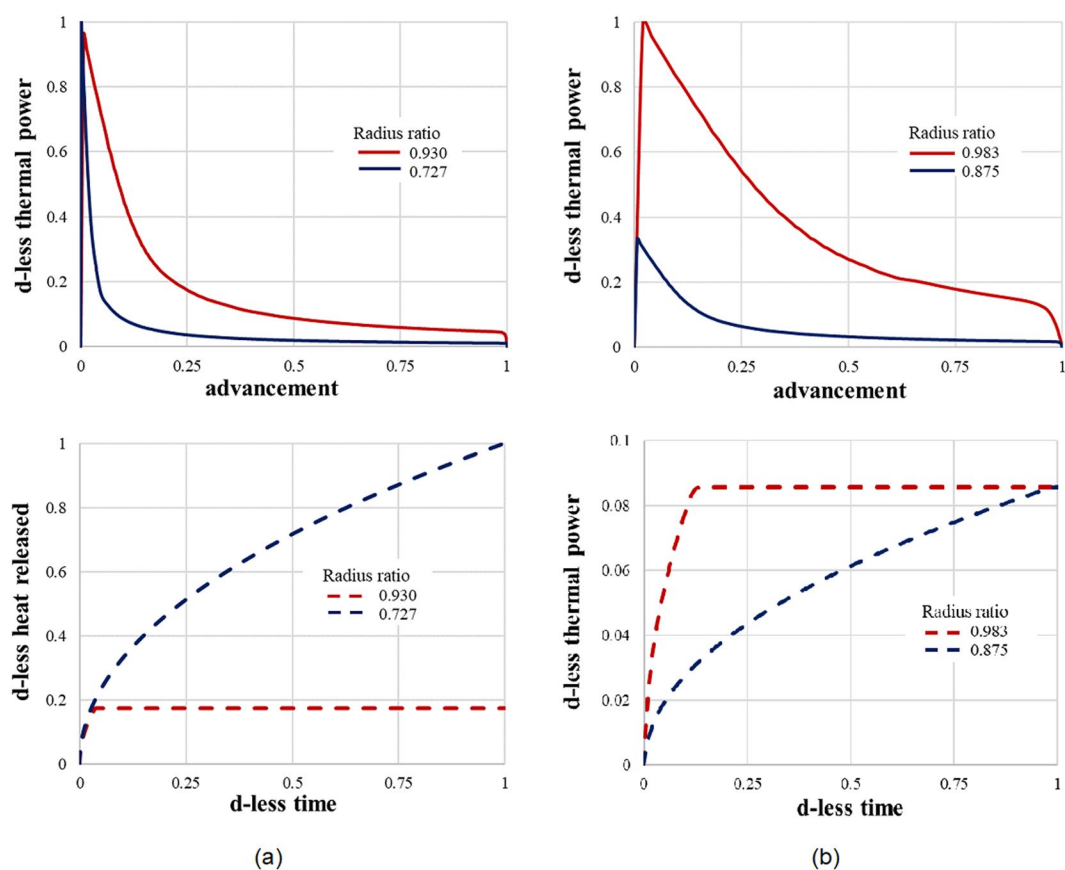 d-less thermal power
1
0.8
0.6
0.4
0.2
0
Radius ratio
0.930
0.727
0 0.25 0.5 0.75 1
advancement
d-less thermal power
1
0.8
0.6
0.4
0.2
0
Radius ratio
0.983
0.875
0 0.25 0.5 0.75 1
advancement
d-less heat released
1
0.8
0.6
0.4
0.2
0
Radius ratio
0.930
0.727
0 0.25 0.5 0.75 1
d-less time
d-less thermal power
0.1
0.08
0.06
0.04
0.02
0
Radius ratio
0.983
0.875
0 0.25 0.5 0.75 1
d-less time
(a)
(b)